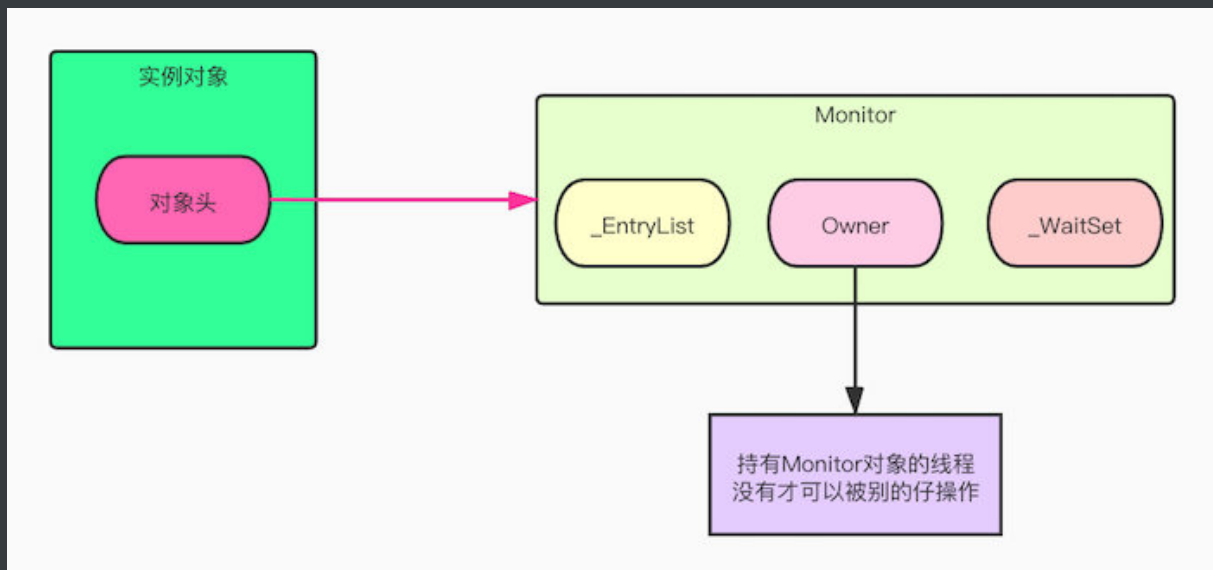 实例对象
对象头
Monitor
_EntryList
Owner
_WaitSet
持有Monitor对象的线程
没有才可以被别的仔操作